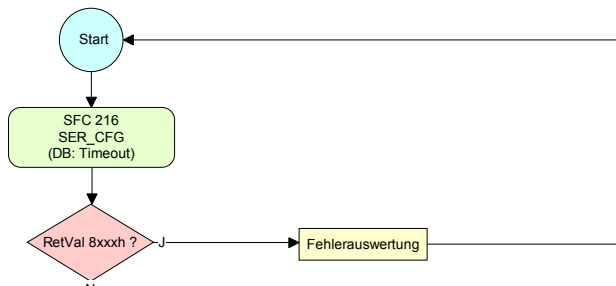 Start
SFC 216
SER_CFG
(DB: Timeout)
RetVal 8xxxh ?
J
Fehlerauswertung